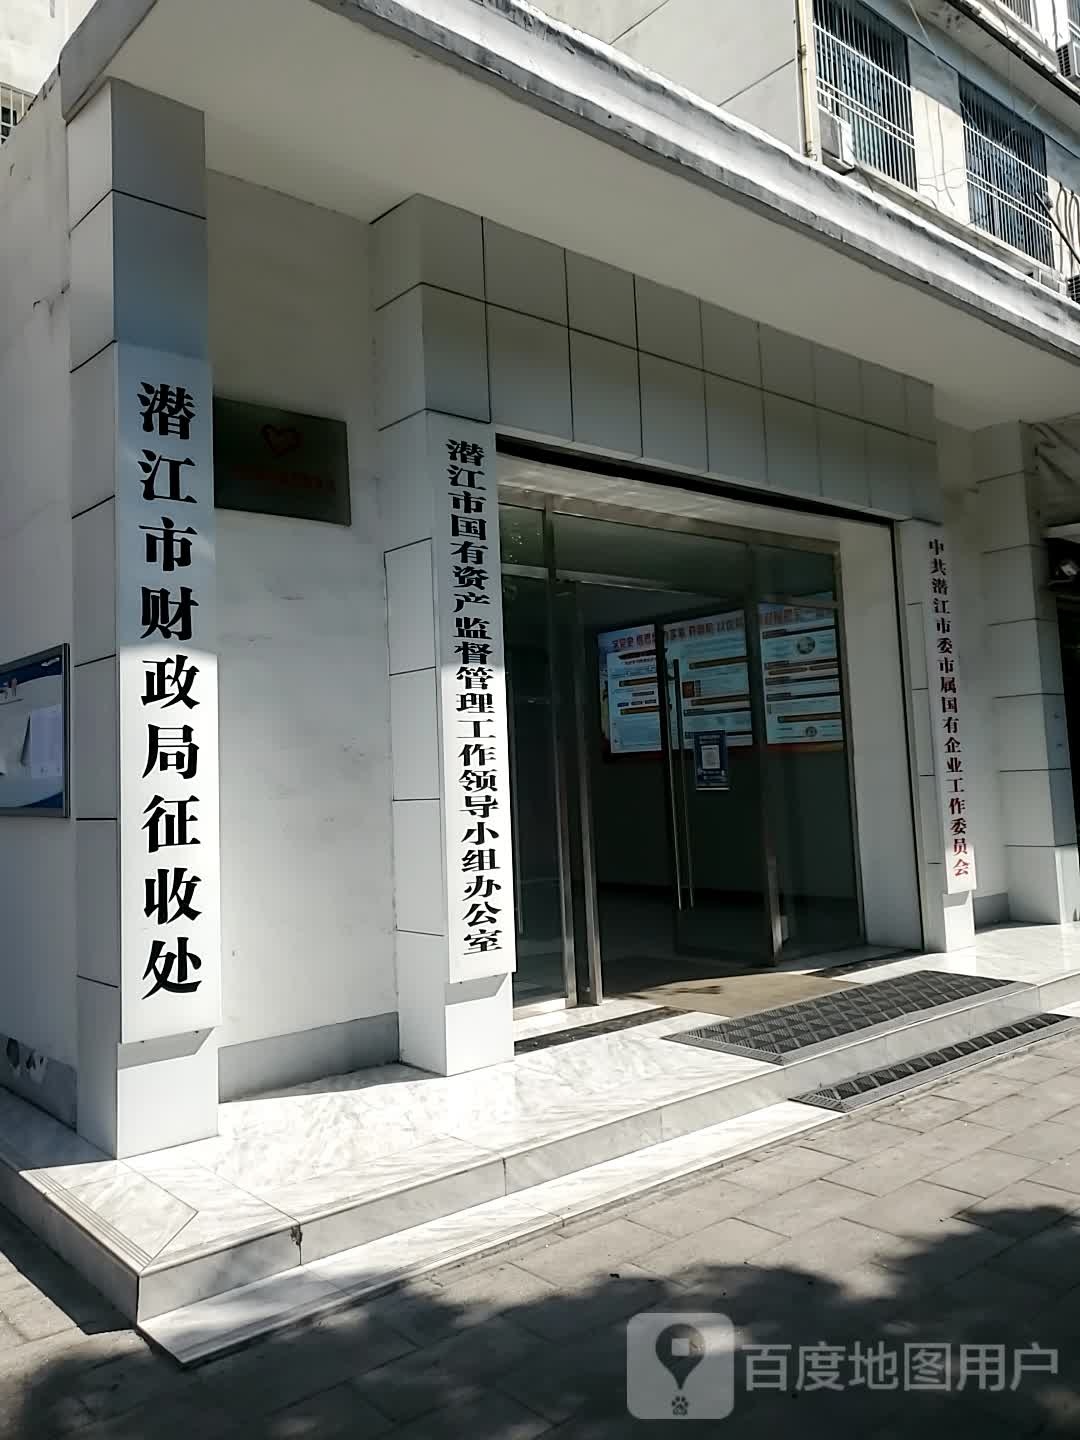 潜江市财政局征收处
潜江市国有资产监督管理工作领导小组办公室
中共潜江市委市属国有企业工作委员会
百度地图用户